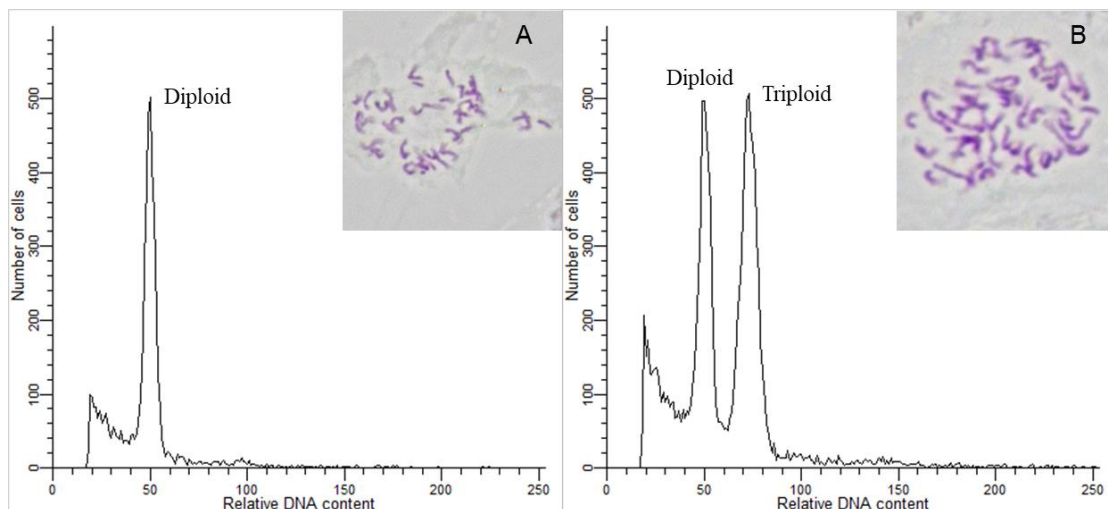 A
Diploid
Number of cells
500
400
300
200
100
0
0 50 100 150 200 250
Relative DNA content
B
Diploid
Triploid
Number of cells
500
400
300
200
100
0
0 50 100 150 200 250
Relative DNA content